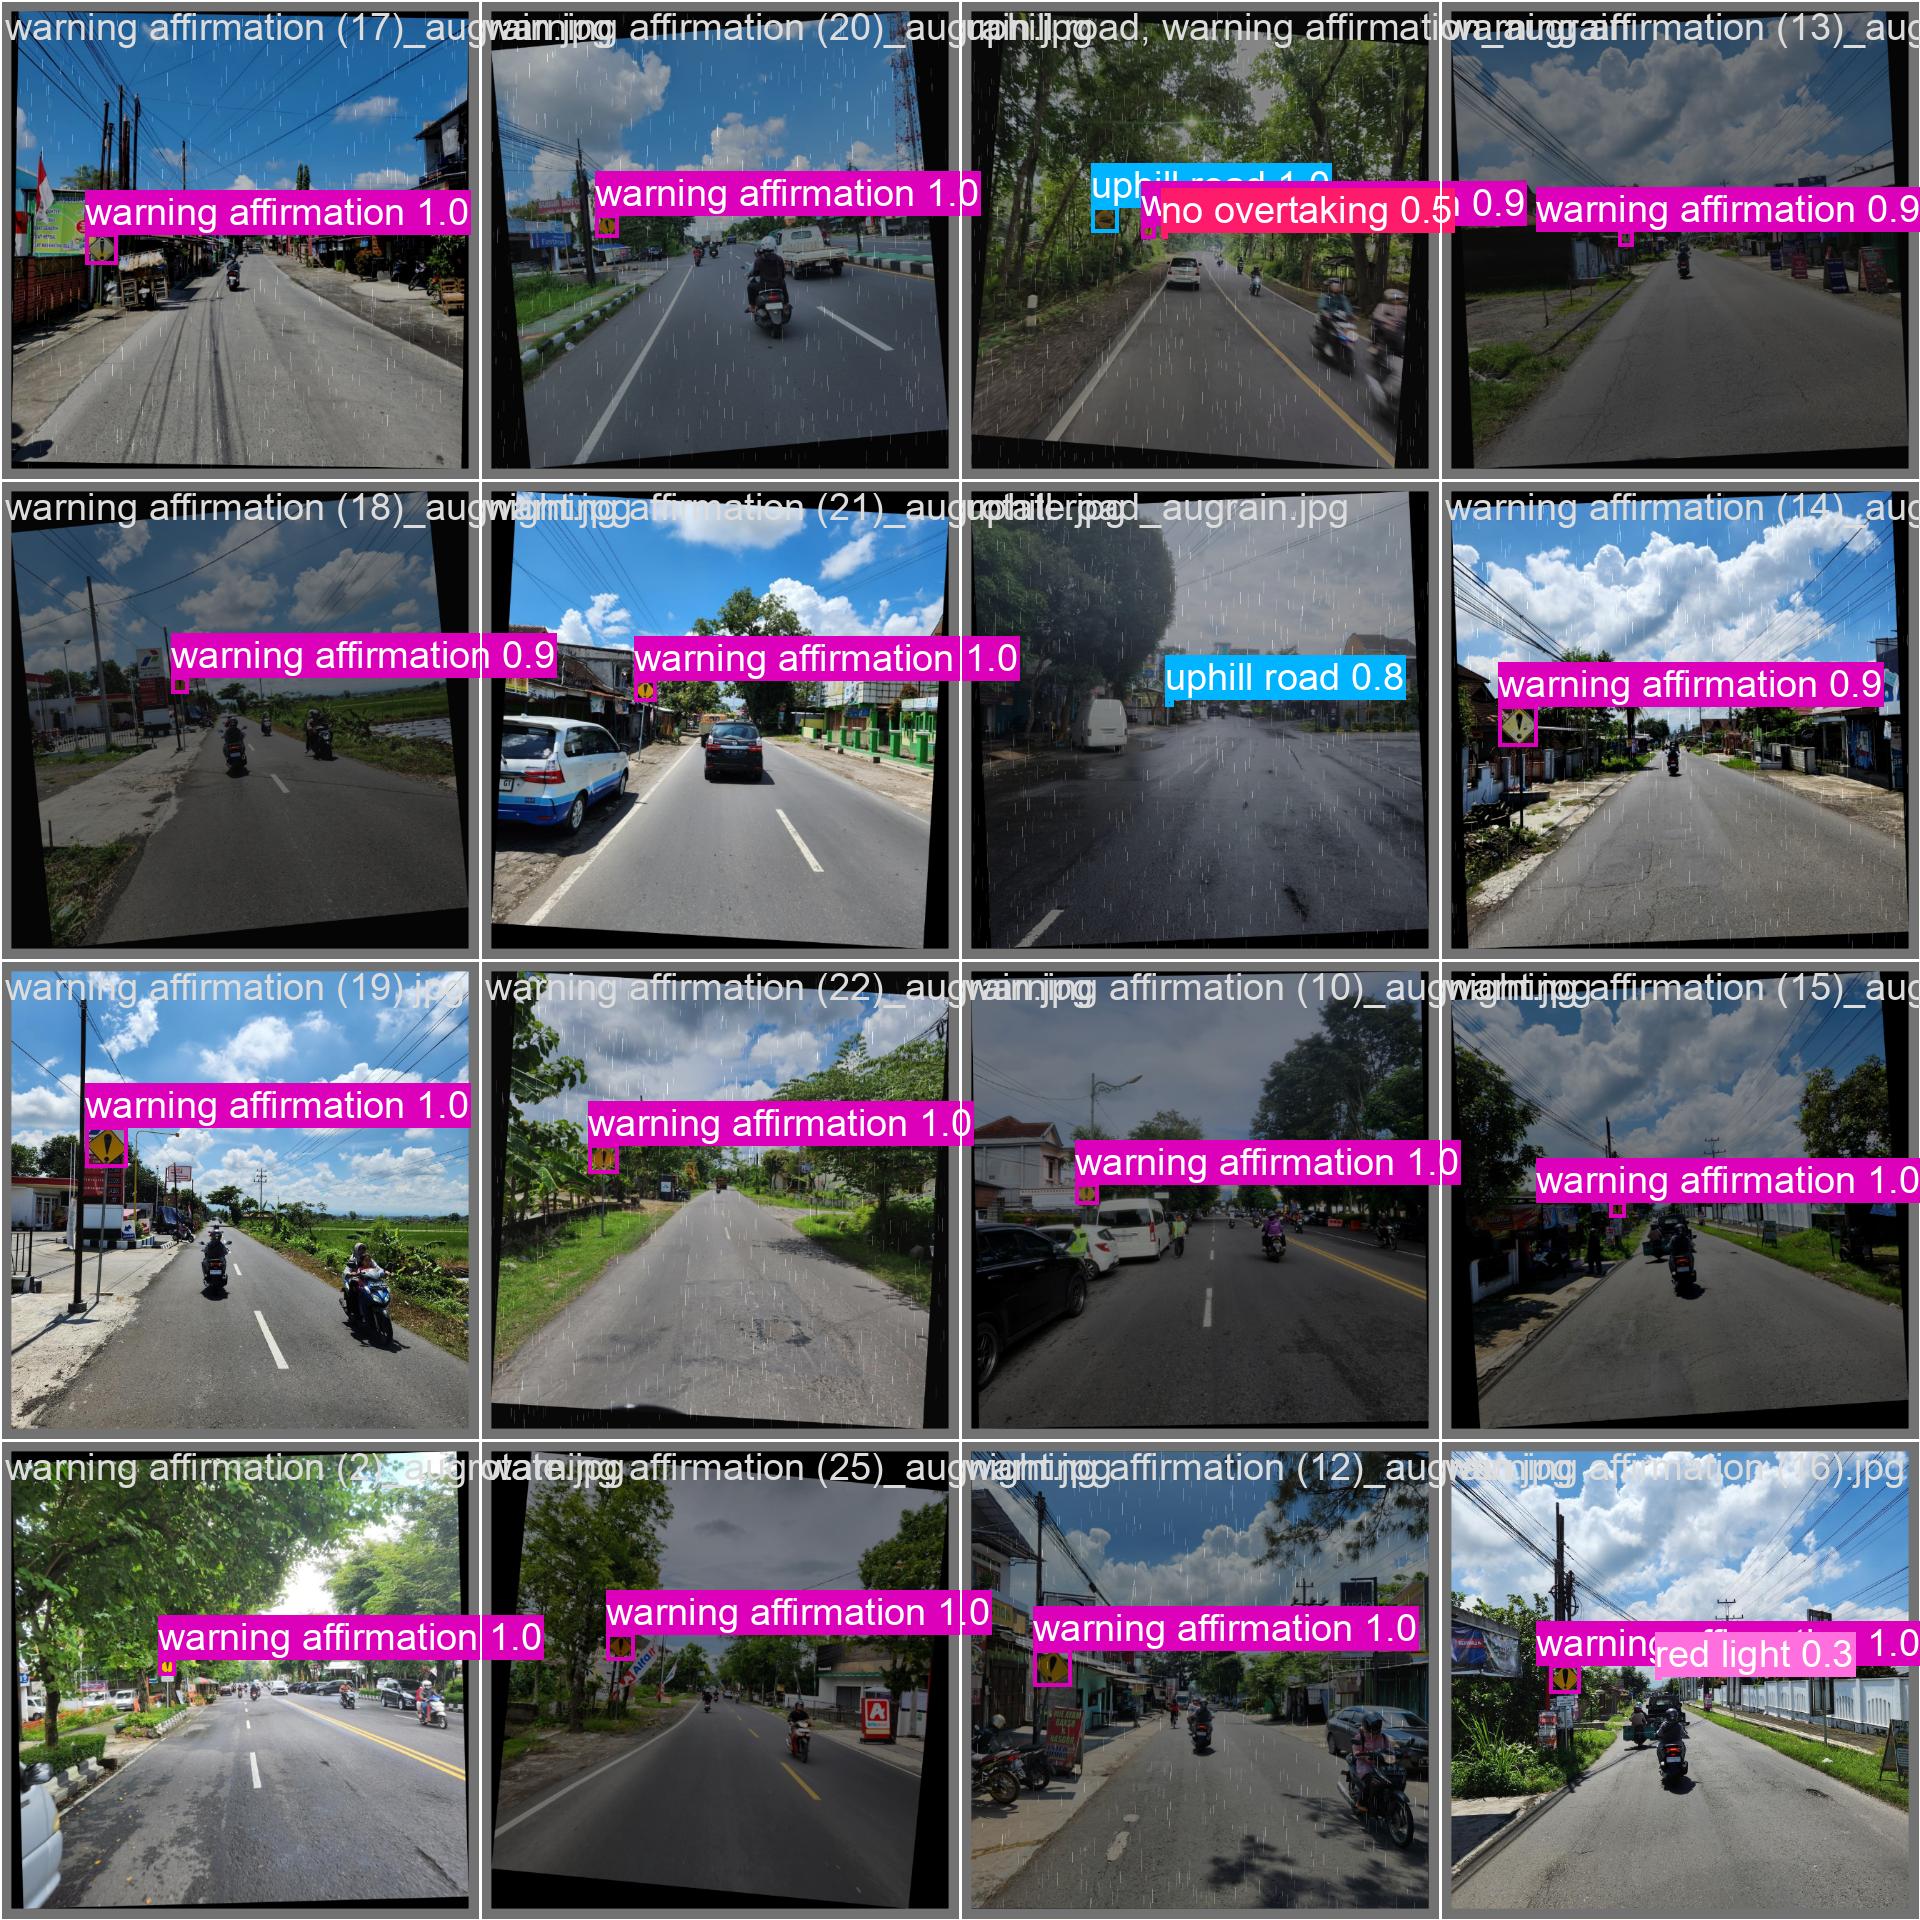 warning affirmation (17)_augrain.jpg
warning affirmation (20)_augrain.jpg
uphill road, warning affirmation_augrain
warning affirmation (13)_aug
warning affirmation 1.0
warning affirmation 1.0
uphill road 1.0
no overtaking 0.5
0.9
warning affirmation 0.9
warning affirmation (18)_augnight.jpg
warning affirmation (21)_augrotate.jpg
uphill road_augrain.jpg
warning affirmation (14)_aug
warning affirmation 0.9
warning affirmation 1.0
uphill road 0.8
warning affirmation 0.9
warning affirmation (19).jpg
warning affirmation (22)_augrain.jpg
warning affirmation (10)_augnight.jpg
warning affirmation (15)_aug
warning affirmation 1.0
warning affirmation 1.0
warning affirmation 1.0
warning affirmation 1.0
warning affirmation (2)_augrotate.jpg
warning affirmation (25)_augnight.jpg
warning affirmation (12)_augrain.jpg
warning affirmation (16).jpg
warning affirmation 1.0
warning affirmation 1.0
warning affirmation 1.0
warning 1.0
red light 0.3
A